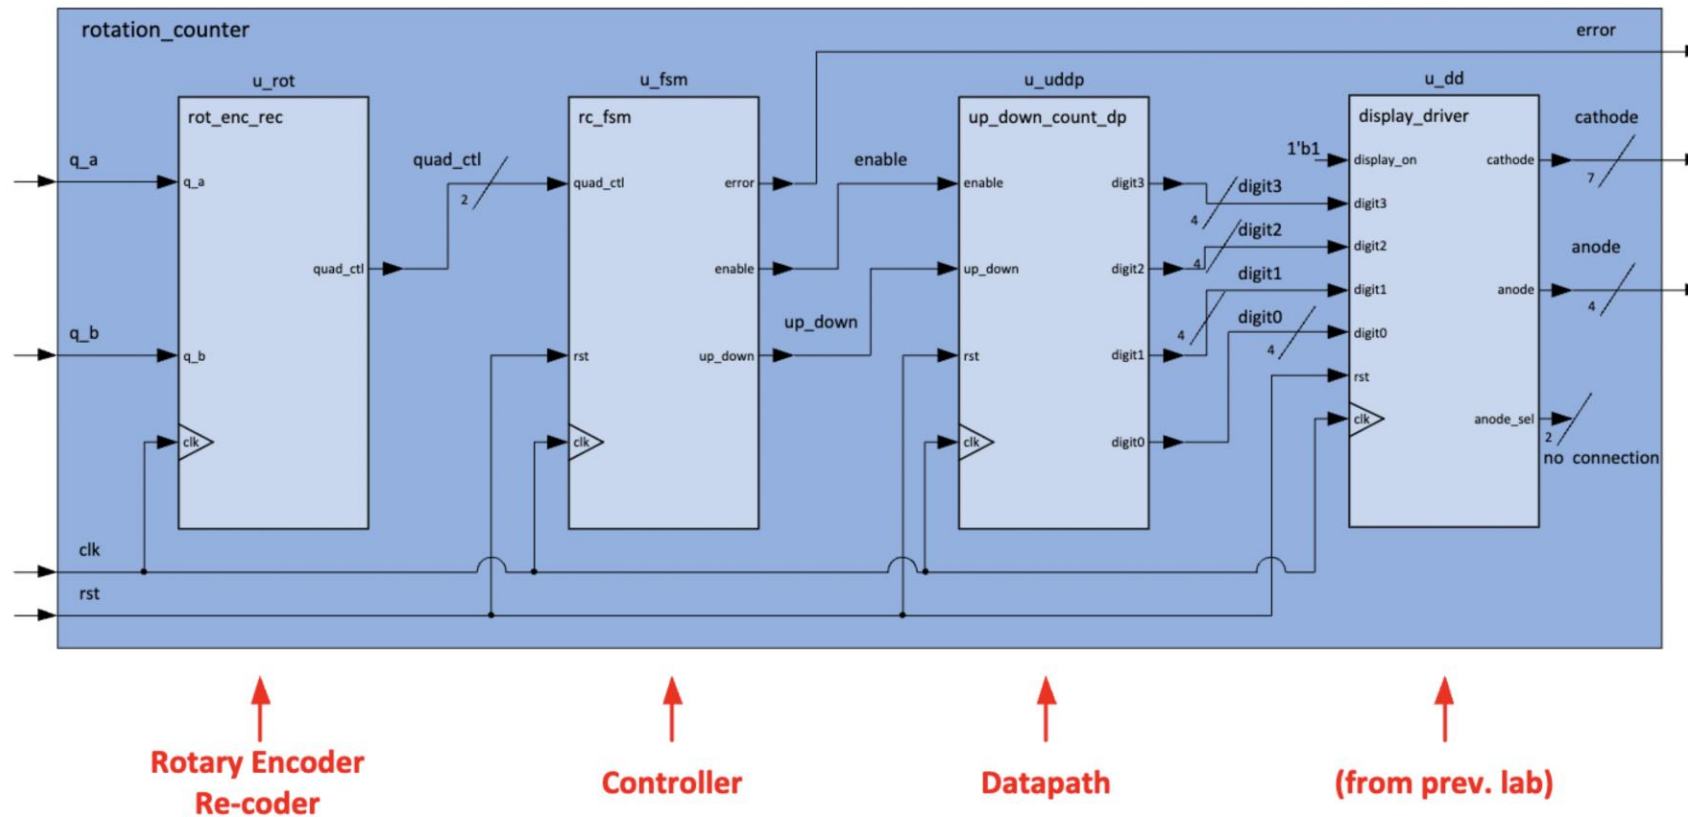 rotation_counter
error
u_rot
u_fsm
u_uddp
u_dd
rot_enc_rec
rc_fsm
up_down_count_dp
display_driver
cathode
q_a
quad_ctl
enable
1'b1
display_on
cathode
q_a
2
quad_ctl
error
enable
digit3
digit3
digit3
7
4
digit2
digit2
anode
quad_ctl
enable
up_down
digit2
4
digit1
digit1
anode
4
up_down
digit0
digit0
4
4
q_b
q_b
rst
up_down
rst
digit1
rst
clk
anode_sel
clk
clk
clk
digit0
2
no connection
clk
rst
Rotary Encoder
Re-coder
Controller
Datapath
(from prev. lab)